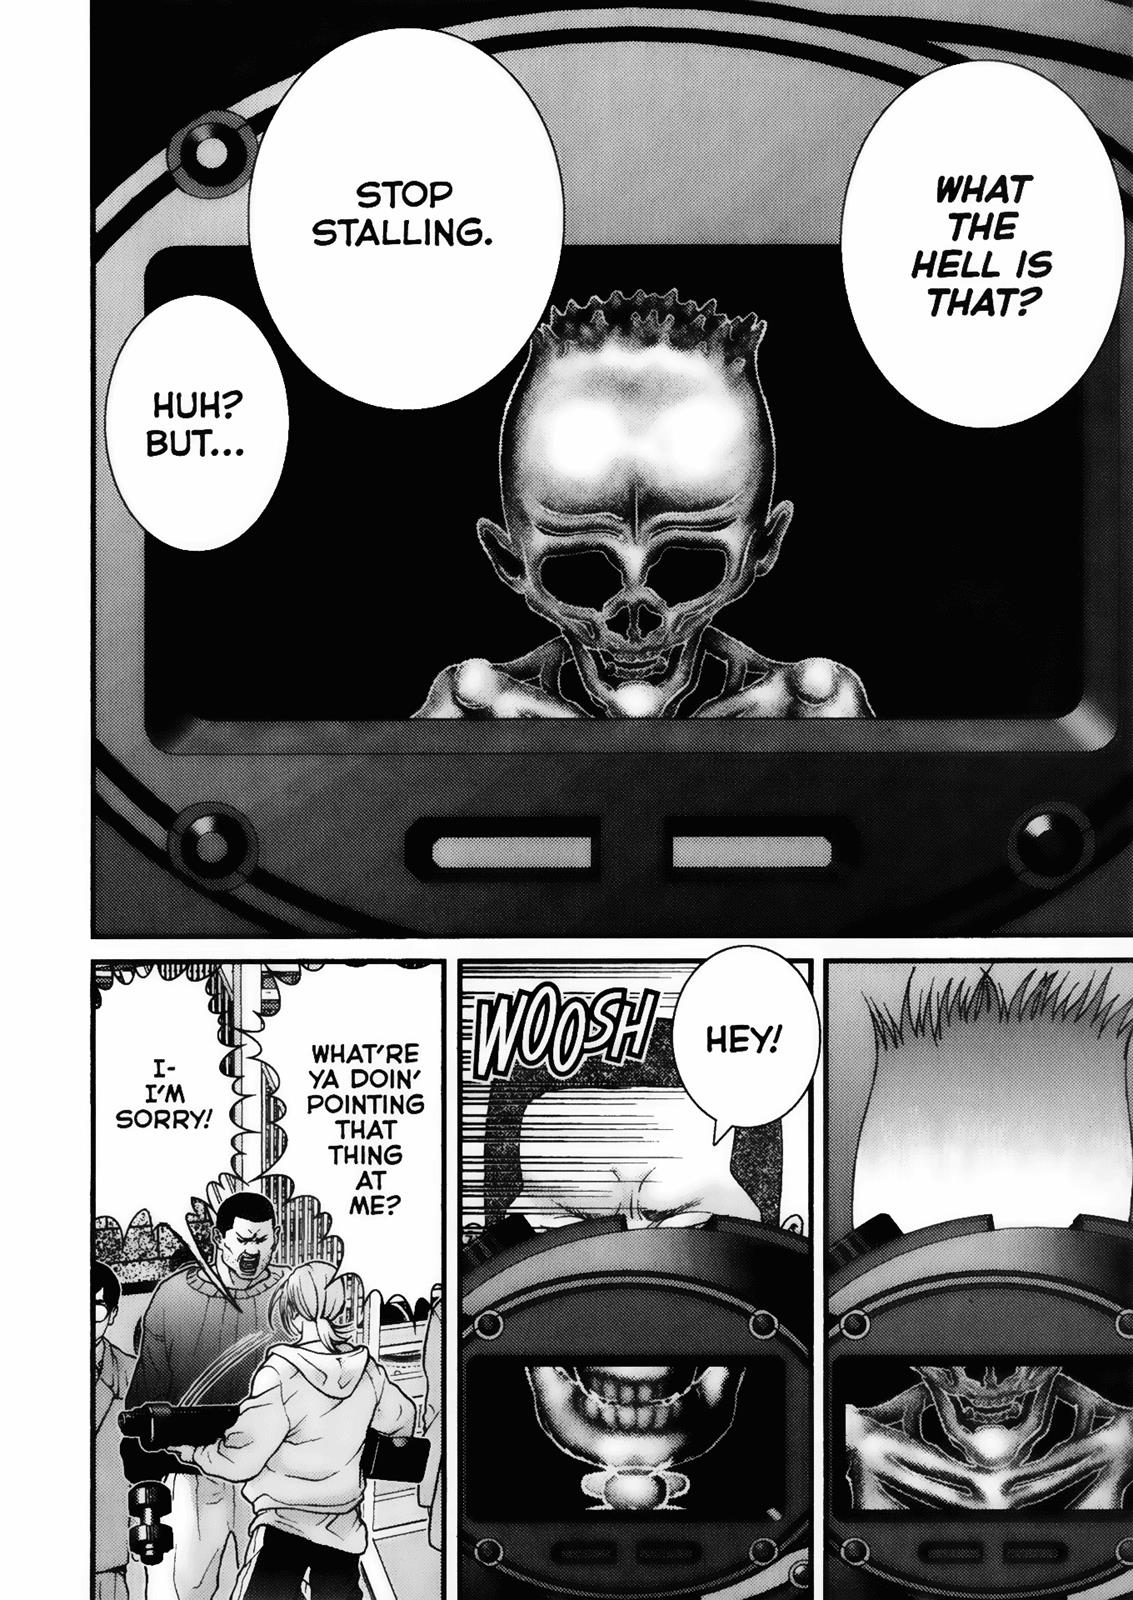 WHAT
THE
HELL IS
THAT?
STOP
STALLING.
HUH?
BUT...
HEY!
WOOSH
WHAT'RE
YA DOIN'
POINTING
THAT
THING
AT
ME?
I-
I'M
SORRY!